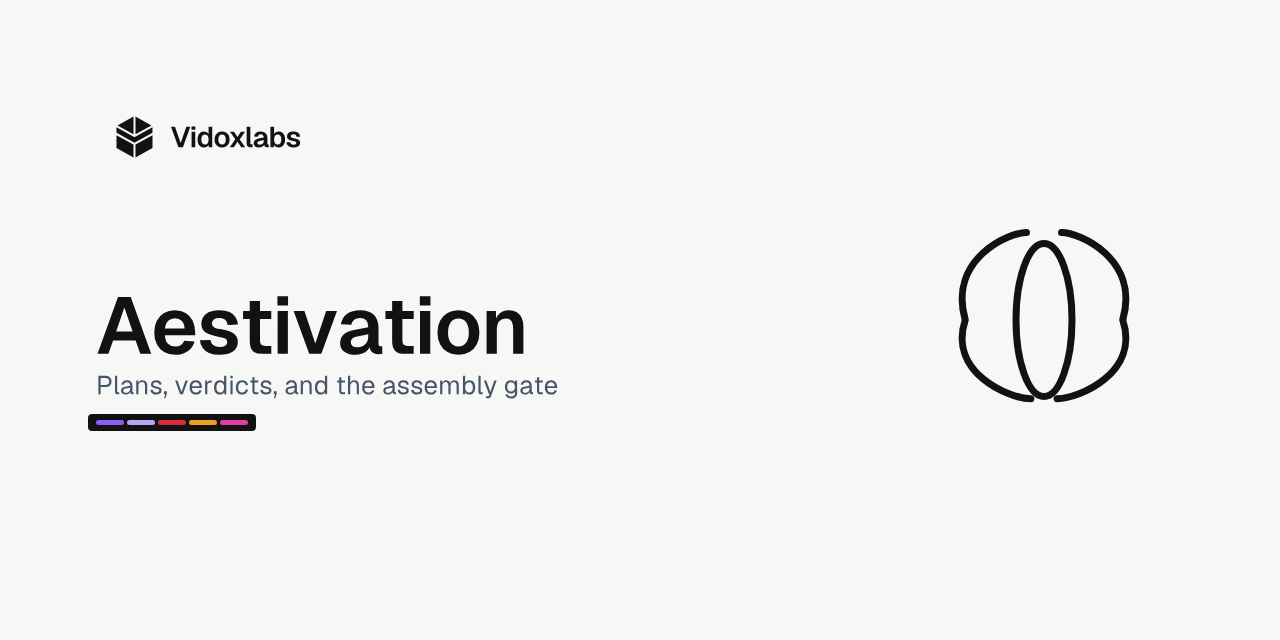 Vidoxlabs
Aestivation
Plans, verdicts, and the assembly gate